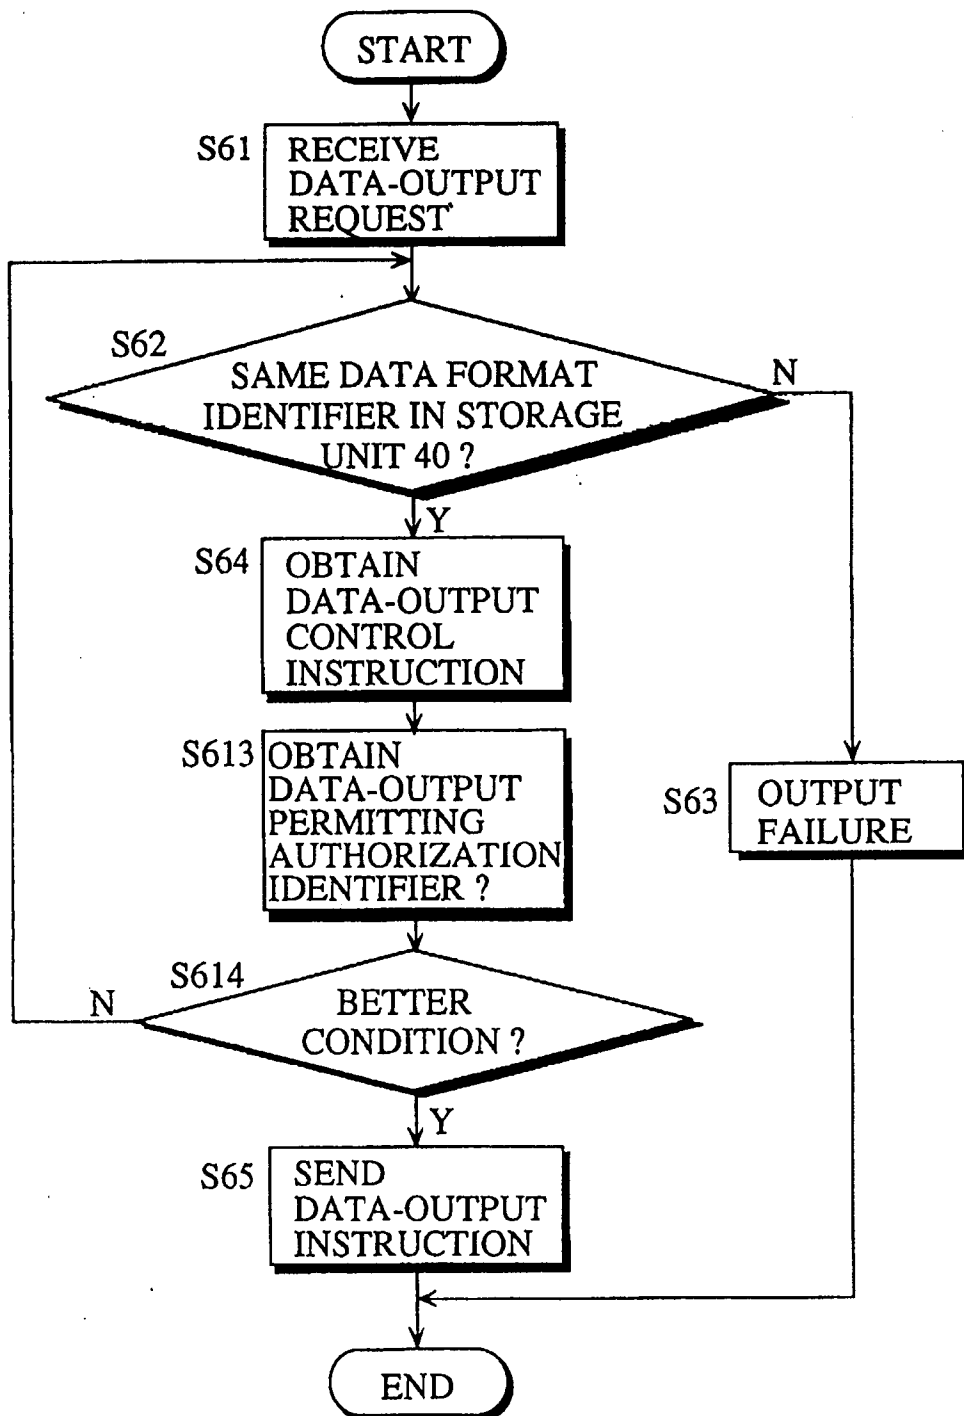 START
S61
RECEIVE
DATA-OUTPUT
REQUEST
S62
SAME DATA FORMAT
IDENTIFIER IN STORAGE
UNIT 40 ?
N
Y
S64
OBTAIN
DATA-OUTPUT
CONTROL
INSTRUCTION
S613
OBTAIN
DATA-OUTPUT
PERMITTING
AUTHORIZATION
IDENTIFIER ?
S63
OUTPUT
FAILURE
S614
N
BETTER
CONDITION ?
Y
S65
SEND
DATA-OUTPUT
INSTRUCTION
END